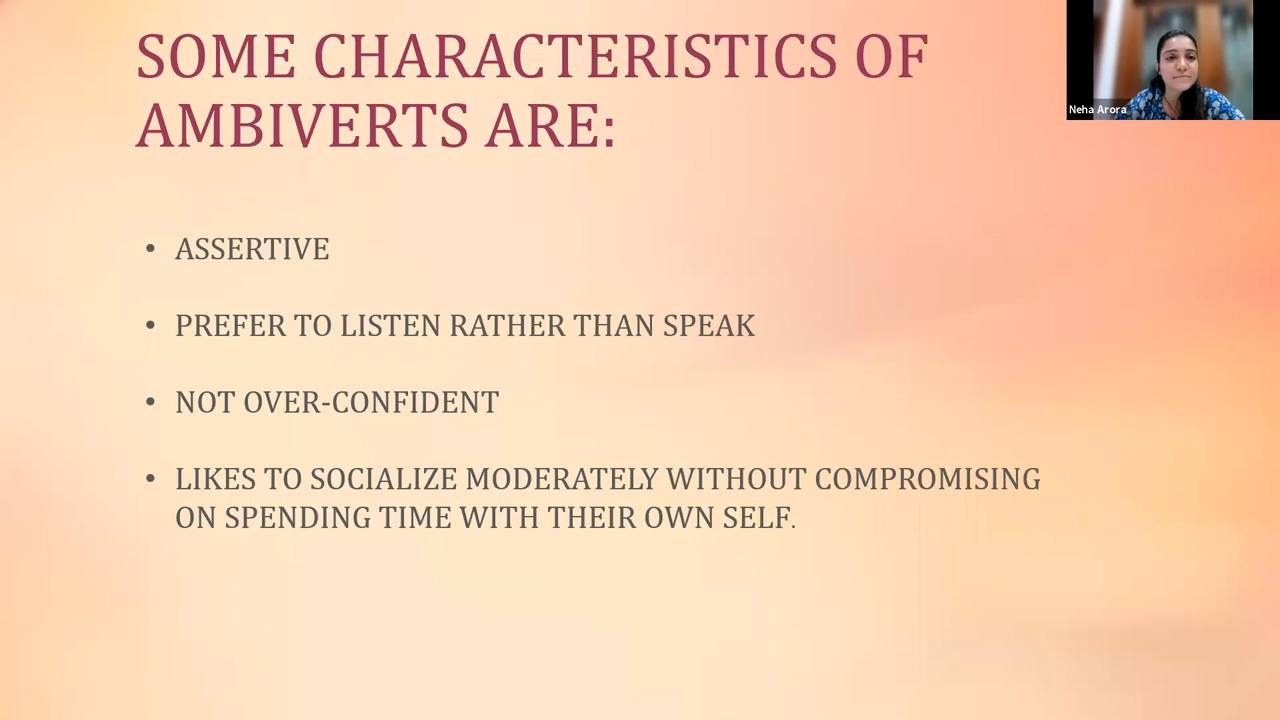 SOME CHARACTERISTICS OF
AMBIVERTS ARE:
Neha Arora
• ASSERTIVE
• PREFER TO LISTEN RATHER THAN SPEAK
• NOT OVER-CONFIDENT
• LIKES TO SOCIALIZE MODERATELY WITHOUT COMPROMISING
ON SPENDING TIME WITH THEIR OWN SELF.